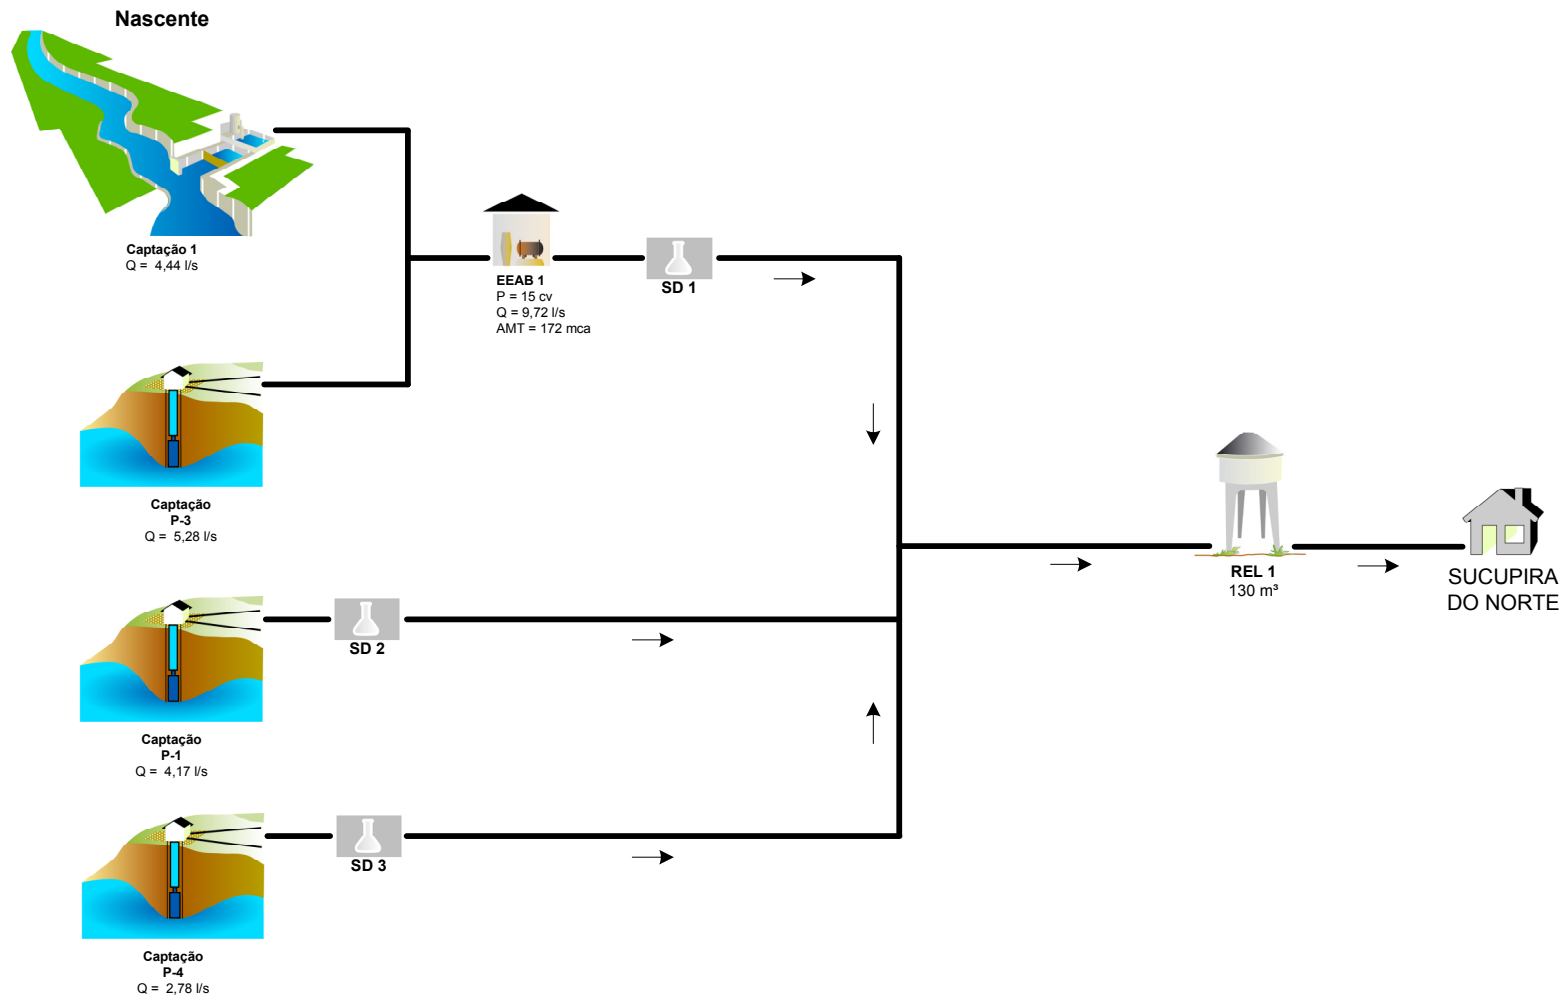 Nascente
Captação 1
Q = 4,44 l/s
EEAB 1
P = 15 cv
Q = 9,72 l/s
AMT = 172 mca
SD 1
Captação
P-3
Q = 5,28 l/s
REL 1
130 m³
SUCUPIRA
DO NORTE
SD 2
Captação
P-1
Q = 4,17 l/s
SD 3
Captação
P-4
Q = 2,78 l/s